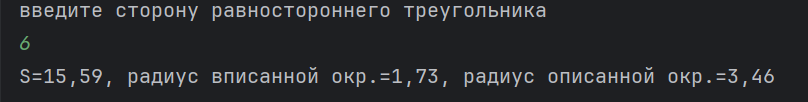 введите сторону равностороннего треугольника
6
S=15,59, радиус вписанной окр.=1,73, радиус описанной окр.=3,46